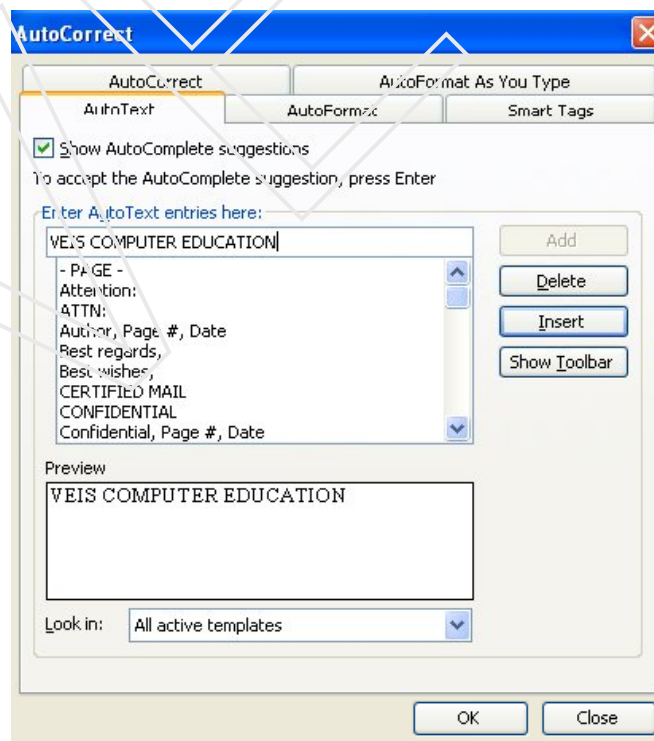 AutoCorrect
AutoCorrect AutoFormat As You Type
AutoText AutoFormat Smart Tags
Show AutoComplete suggestions
To accept the AutoComplete suggestion, press Enter
Enter AutoText entries here:
VEIS COMPUTER EDUCATION Add
- PAGE -
Attention: Delete
ATTN:
Author, Page #, Date Insert
Best regards,
Best wishes, Show Toolbar
CERTIFIED MAIL
CONFIDENTIAL
Confidential, Page #, Date
Preview
VEIS COMPUTER EDUCATION
Look in: All active templates
OK Close